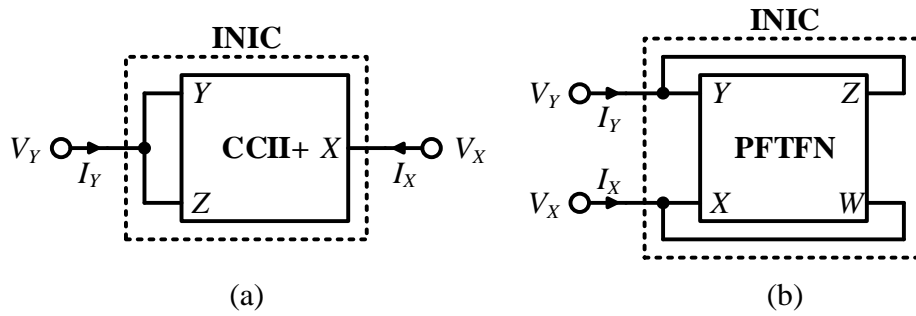 INIC
Y
V_Y
I_Y
CCII+ X
I_X
V_X
Z
(a)
INIC
V_Y
I_Y
Y Z
PFTFN
V_X
I_X
X W
(b)